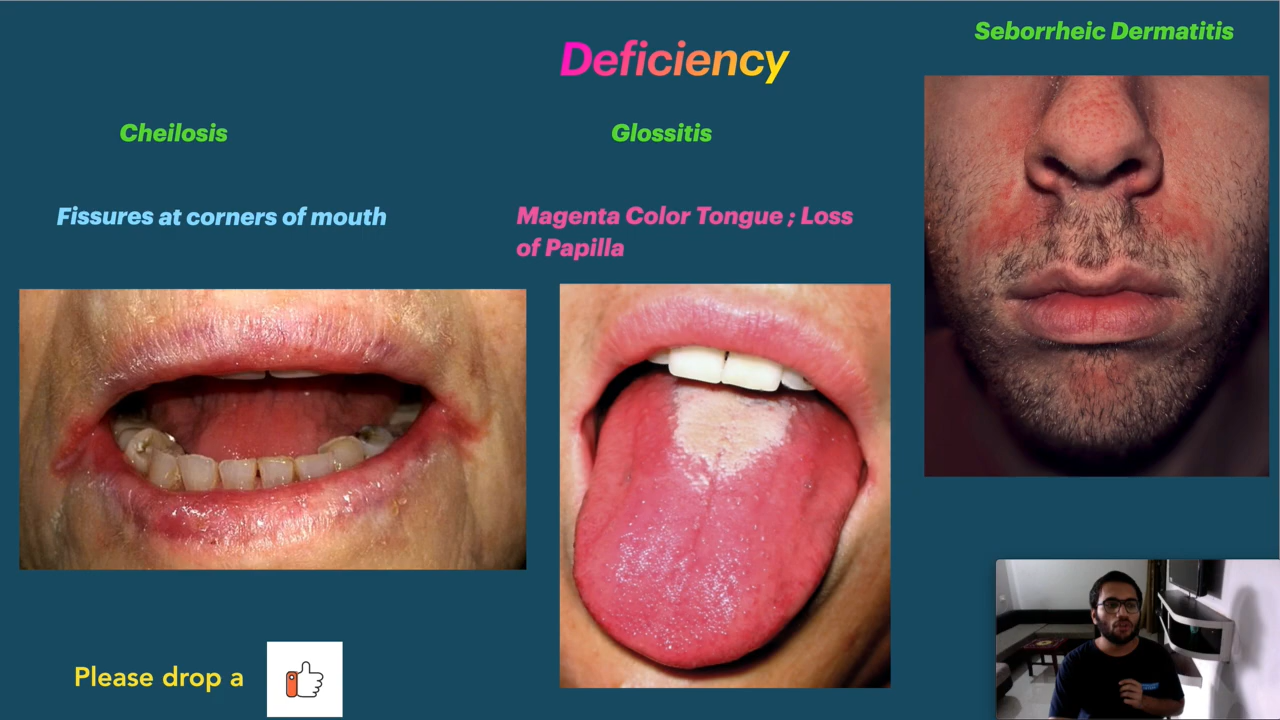 Deficiency
Cheilosis
Fissures at corners of mouth
Glossitis
Magenta Color Tongue ; Loss
of Papilla
Seborrheic Dermatitis
Please drop a